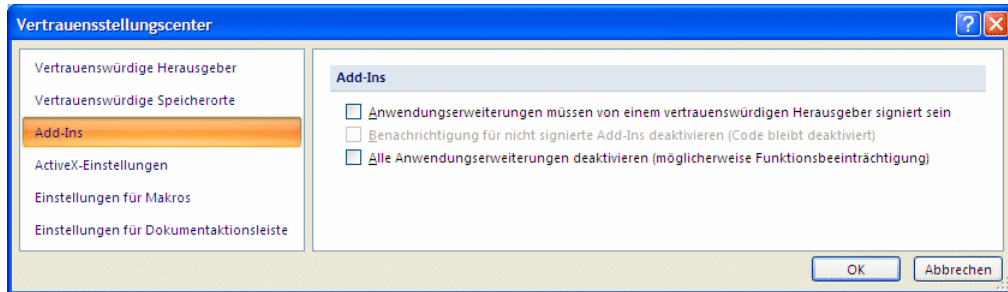 Vertrauensstellungscenter
Vertrauenswürdige Herausgeber
Vertrauenswürdige Speicherorte
Add-Ins
ActiveX-Einstellungen
Einstellungen für Makros
Einstellungen für Dokumentaktionsleiste
Add-Ins
Anwendungserweiterungen müssen von einem vertrauenswürdigen Herausgeber signiert sein
Benachrichtigung für nicht signierte Add-Ins deaktivieren (Code bleibt deaktiviert)
Alle Anwendungserweiterungen deaktivieren (möglicherweise Funktionsbeeinträchtigung)
OK
Abbrechen